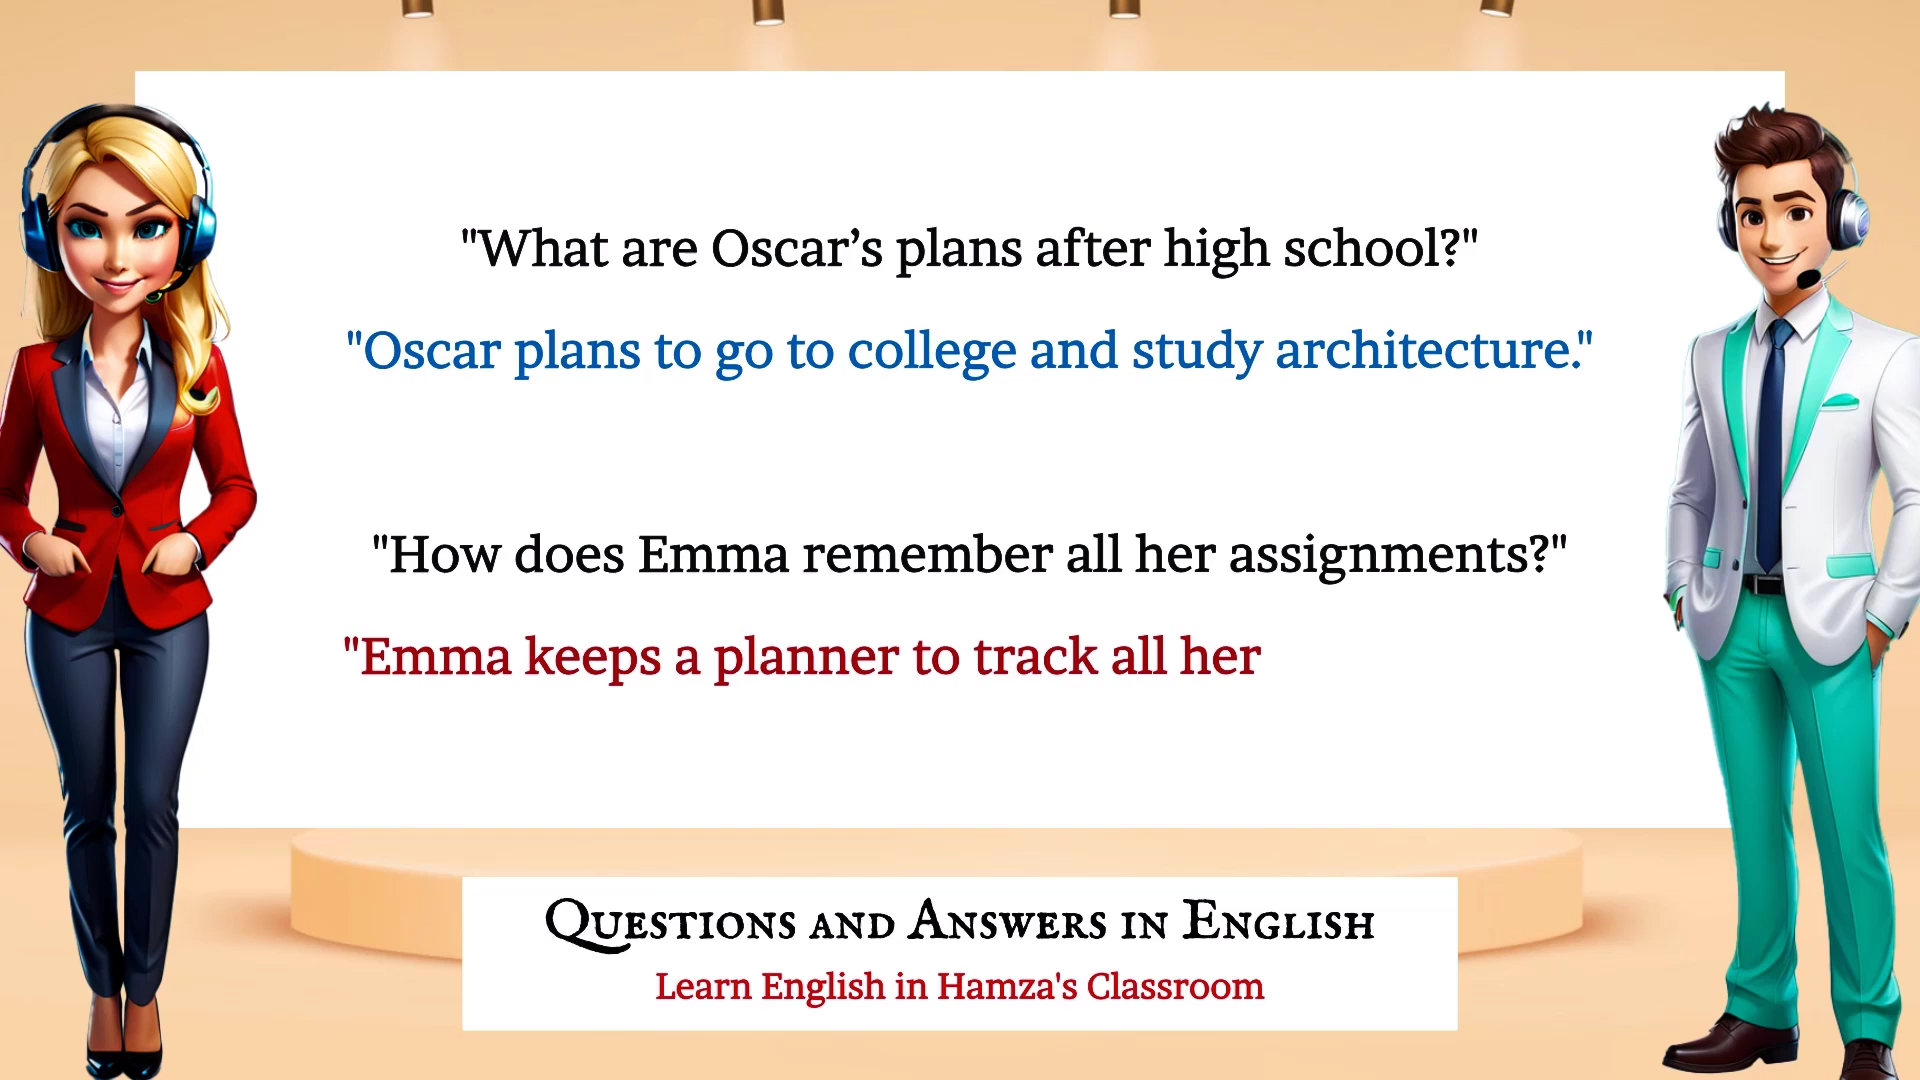 "What are Oscar’s plans after high school?"
"Oscar plans to go to college and study architecture."
"How does Emma remember all her assignments?"
"Emma keeps a planner to track all her
Questions and Answers in English
Learn English in Hamza's Classroom